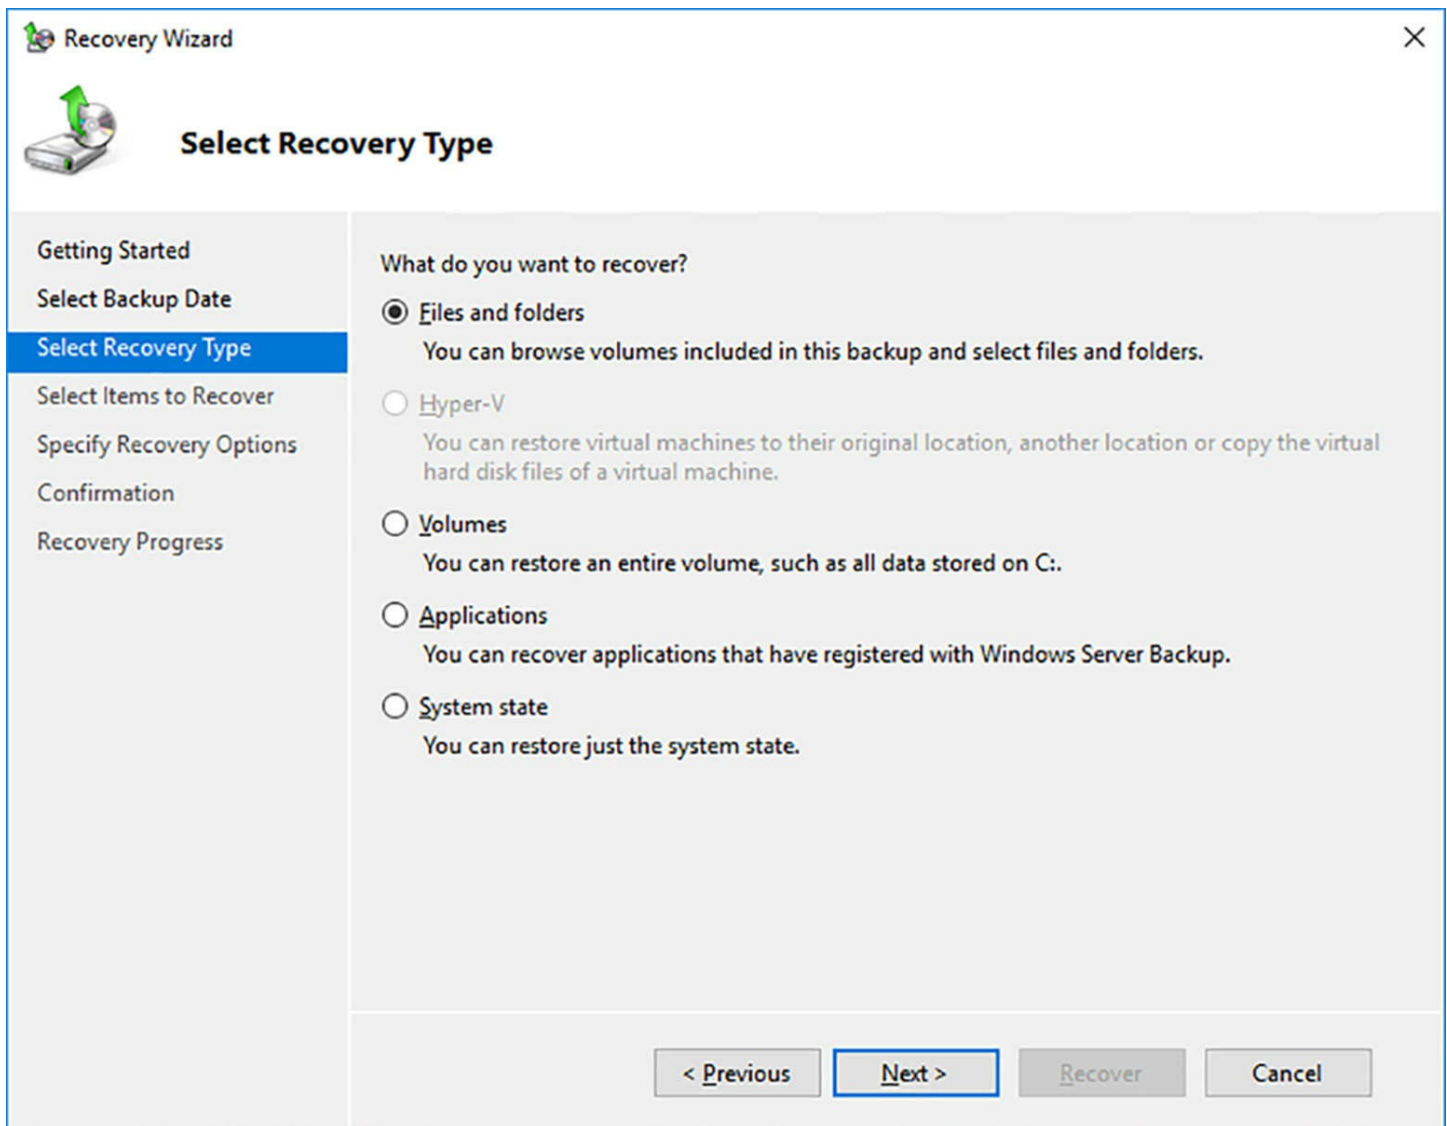 Recovery Wizard
Select Recovery Type
Getting Started
Select Backup Date
Select Recovery Type
Select Items to Recover
Specify Recovery Options
Confirmation
Recovery Progress
What do you want to recover?
Files and folders
You can browse volumes included in this backup and select files and folders.
Hyper-V
You can restore virtual machines to their original location, another location or copy the virtual
hard disk files of a virtual machine.
Volumes
You can restore an entire volume, such as all data stored on C:.
Applications
You can recover applications that have registered with Windows Server Backup.
System state
You can restore just the system state.
< Previous
Next >
Recover
Cancel